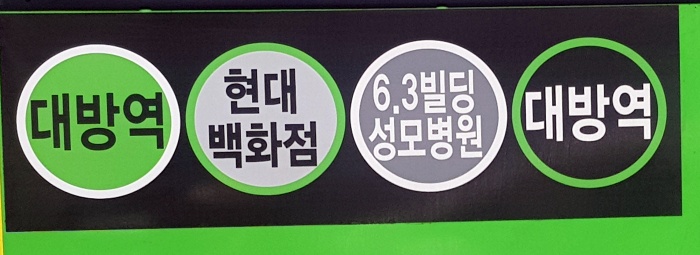 대방역
현대
백화점
6.3빌딩
성모병원
대방역